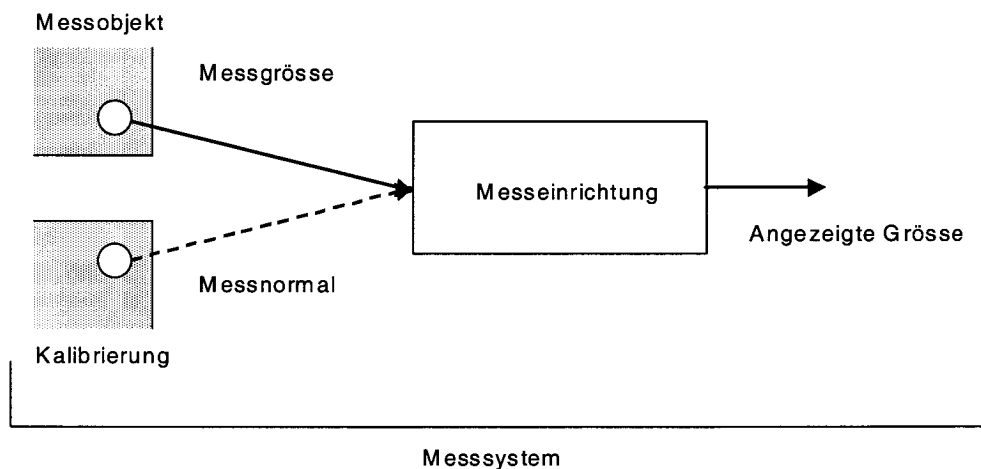 Messobjekt
Messgrösse
Messeinrichtung
Angezeigte Grösse
Messnormal
Kalibrierung
Messsystem